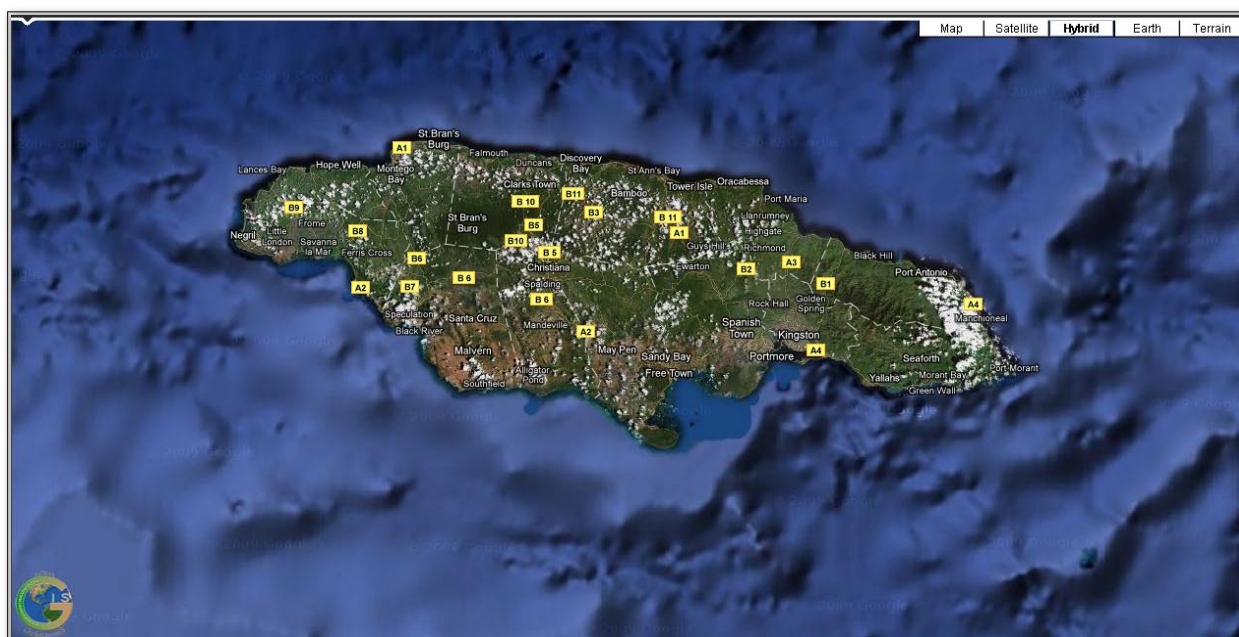 Map
Satellite
Hybrid
Earth
Terrain
© 2009 Google
St.Bran's
Burg
A1
Falmouth
Hope Well
Lances Bay
Montego
Bay
Duncans
Discovery
Bay
St Ann's Bay
Clarks Town
B11
Bamboo
Tower Isle
Oracabessa
Port Maria
B 10
B9
B3
St Bran's
Burg
B 11
Llanrumney
Frome
Little
London
Negril
B8
B5
A1
Highgate
Savanna
la Mar
Ferris Cross
B10
B 5
Guys Hill
Richmond
B6
Christiana
Ewarton
B2
A3
Black Hill
Port Antonio
A2
B7
B 6
Spalding
B 6
B1
Rock Hall
Golden
Spring
A4
Manchioneal
Speculation
Black River
Santa Cruz
Mandeville
A2
Spanish
Town
Kingston
Malvern
May Pen
Sandy Bay
Portmore
A4
Seaforth
Southfield
Alligator
Pond
Free Town
Yallahs
Morant Bay
Port Morant
Green Wall